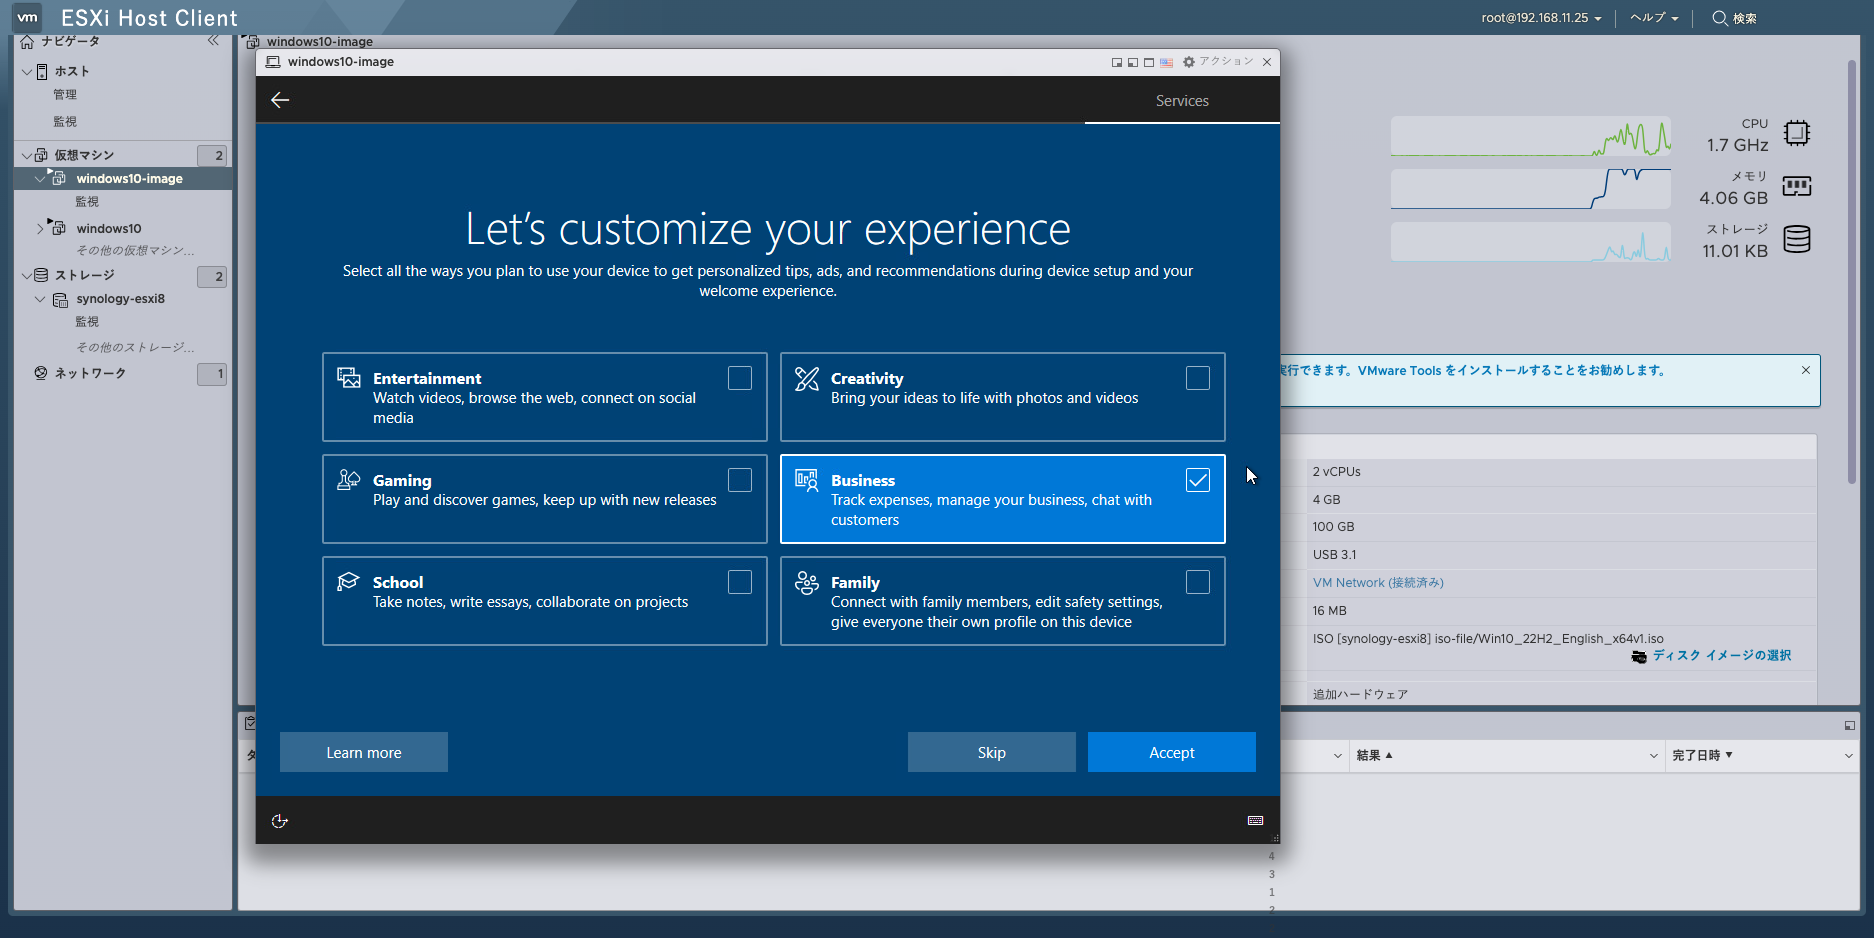 vm ESXi Host Client
root@192.168.11.25
ヘルプ
検索
ナビゲータ
ホスト
管理
監視
仮想マシン 2
windows10-image
監視
windows10
その他の仮想マシン...
ストレージ 2
synology-esxi8
監視
その他のストレージ...
ネットワーク 1
windows10-image
windows10-image
アクション
Services
Let's customize your experience
Select all the ways you plan to use your device to get personalized tips, ads, and recommendations during device setup and your
welcome experience.
Entertainment
Watch videos, browse the web, connect on social
media
Creativity
Bring your ideas to life with photos and videos
Gaming
Play and discover games, keep up with new releases
Business
Track expenses, manage your business, chat with
customers
School
Take notes, write essays, collaborate on projects
Family
Connect with family members, edit safety settings,
give everyone their own profile on this device
Learn more
Skip
Accept
CPU
1.7 GHz
メモリ
4.06 GB
ストレージ
11.01 KB
実行できます。VMware Tools をインストールすることをお勧めします。
2 vCPUs
4 GB
100 GB
USB 3.1
VM Network (接続済み)
16 MB
ISO [synology-esxi8] iso-file/Win10_22H2_English_x64v1.iso
ディスク イメージの選択
追加ハードウェア
タ
結果
完了日時
4
3
1
2